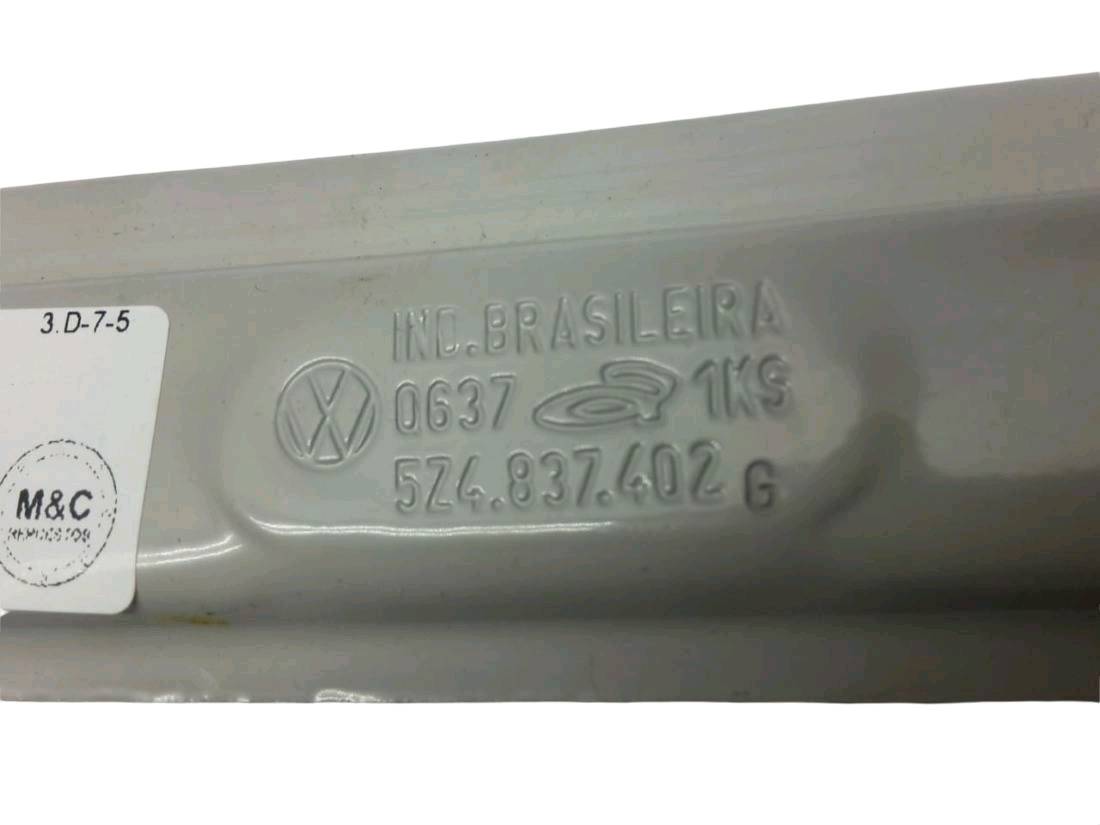 3.D-7-5
M&C
IND.BRASILEIRA
0637 1KS
5Z4.837.402 G